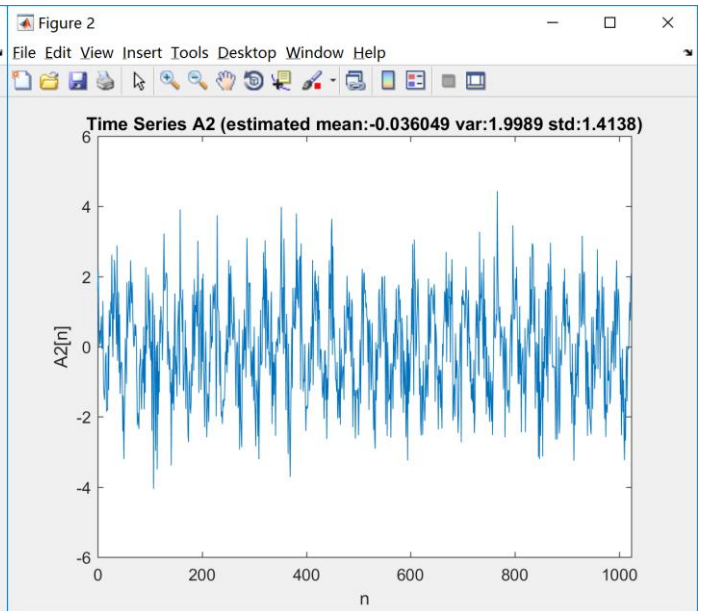 Figure 2
File Edit View Insert Tools Desktop Window Help
Time Series A2 (estimated mean:-0.036049 var:1.9989 std:1.4138)
6
4
2
0
-2
-4
-6
A2[n]
0 200 400 600 800 1000
n